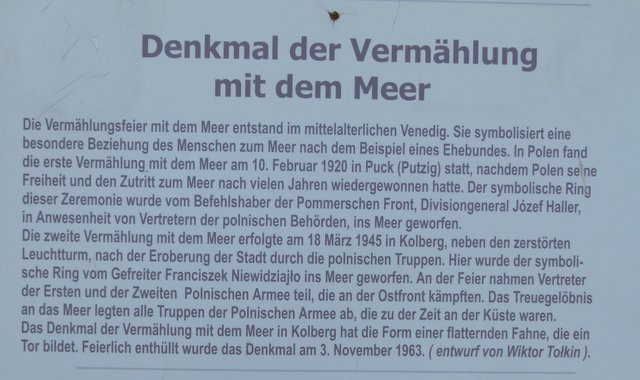 Denkmal der Vermählung
mit dem Meer
Die Vermählungsfeier mit dem Meer entstand im mittelalterlichen Venedig. Sie symbolisiert eine
besondere Beziehung des Menschen zum Meer nach dem Beispiel eines Ehebundes. In Polen fand
die erste Vermählung mit dem Meer am 10. Februar 1920 in Puck (Putzig) statt, nachdem Polen seine
Freiheit und den Zutritt zum Meer nach vielen Jahren wiedergewonnen hatte. Der symbolische Ring
dieser Zeremonie wurde vom Befehlshaber der Pommerschen Front, Divisiongeneral Józef Haller,
in Anwesenheit von Vertretern der polnischen Behörden, ins Meer geworfen.
Die zweite Vermählung mit dem Meer erfolgte am 18 März 1945 in Kolberg, neben den zerstörten
Leuchtturm, nach der Eroberung der Stadt durch die polnischen Truppen. Hier wurde der symboli-
sche Ring vom Gefreiter Franciszek Niewidziajło ins Meer geworfen. An der Feier nahmen Vertreter
der Ersten und der Zweiten Polnischen Armee teil, die an der Ostfront kämpften. Das Treuegelöbnis
an das Meer legten alle Truppen der Polnischen Armee ab, die zu der Zeit an der Küste waren.
Das Denkmal der Vermählung mit dem Meer in Kolberg hat die Form einer flatternden Fahne, die ein
Tor bildet. Feierlich enthüllt wurde das Denkmal am 3. November 1963. ( entwurf von Wiktor Tołkin ).